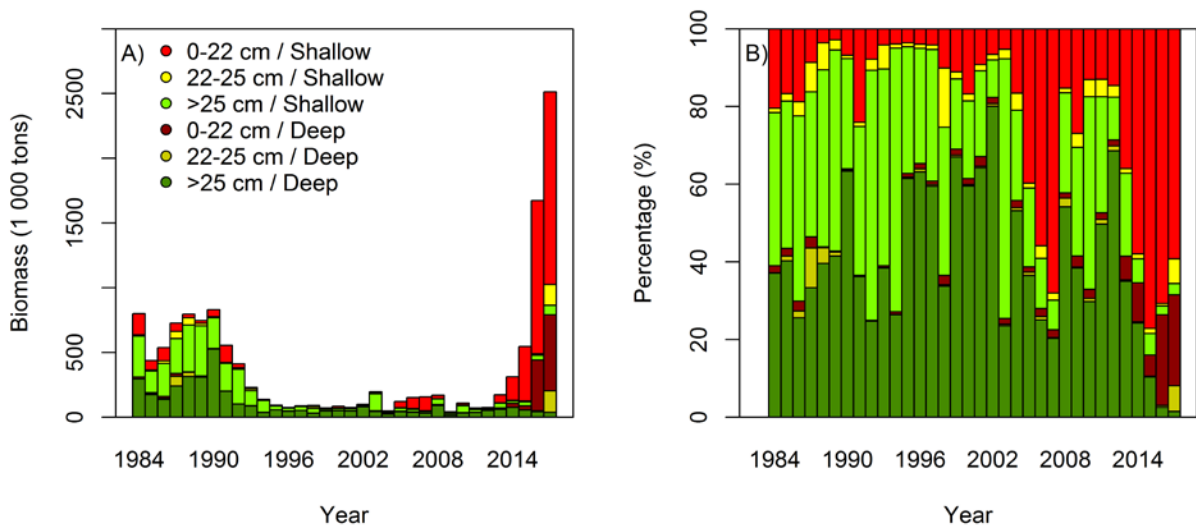 A)
0-22 cm / Shallow
22-25 cm / Shallow
>25 cm / Shallow
0-22 cm / Deep
22-25 cm / Deep
>25 cm / Deep
Biomass (1 000 tons)
0
500
1500
2500
1984
1990
1996
2002
2008
2014
Year
B)
Percentage (%)
0
20
40
60
80
100
1984
1990
1996
2002
2008
2014
Year